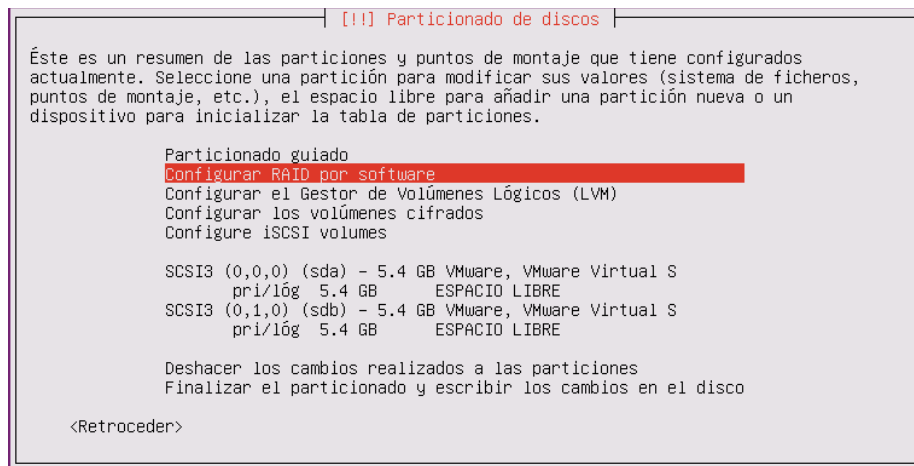 [!!] Particionado de discos
Éste es un resumen de las particiones y puntos de montaje que tiene configurados
actualmente. Seleccione una partición para modificar sus valores (sistema de ficheros,
puntos de montaje, etc.), el espacio libre para añadir una partición nueva o un
dispositivo para inicializar la tabla de particiones.
Particionado guiado
Configurar RAID por software
Configurar el Gestor de Volúmenes Lógicos (LVM)
Configurar los volúmenes cifrados
Configure iSCSI volumes
SCSI3 (0,0,0) (sda) - 5.4 GB VMware, VMware Virtual S
pri/lóg 5.4 GB ESPACIO LIBRE
SCSI3 (0,1,0) (sdb) - 5.4 GB VMware, VMware Virtual S
pri/lóg 5.4 GB ESPACIO LIBRE
Deshacer los cambios realizados a las particiones
Finalizar el particionado y escribir los cambios en el disco
<Retroceder>